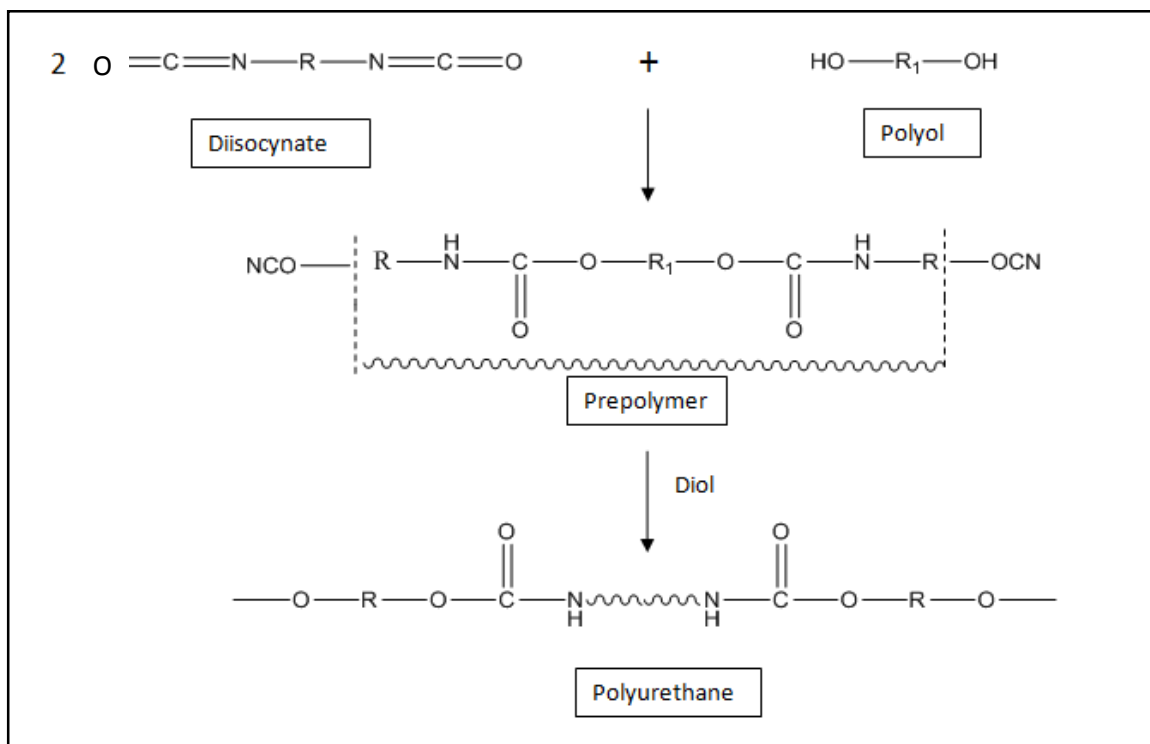 2 O=C=N—R—N=C=O + HO—R₁—OH
Diisocynate
Polyol
H H
NCO—R—N—C—O—R₁—O—C—N—R—OCN
O O
Prepolymer
Diol
O O
—O—R—O—C—N N—C—O—R—O—
H H
Polyurethane